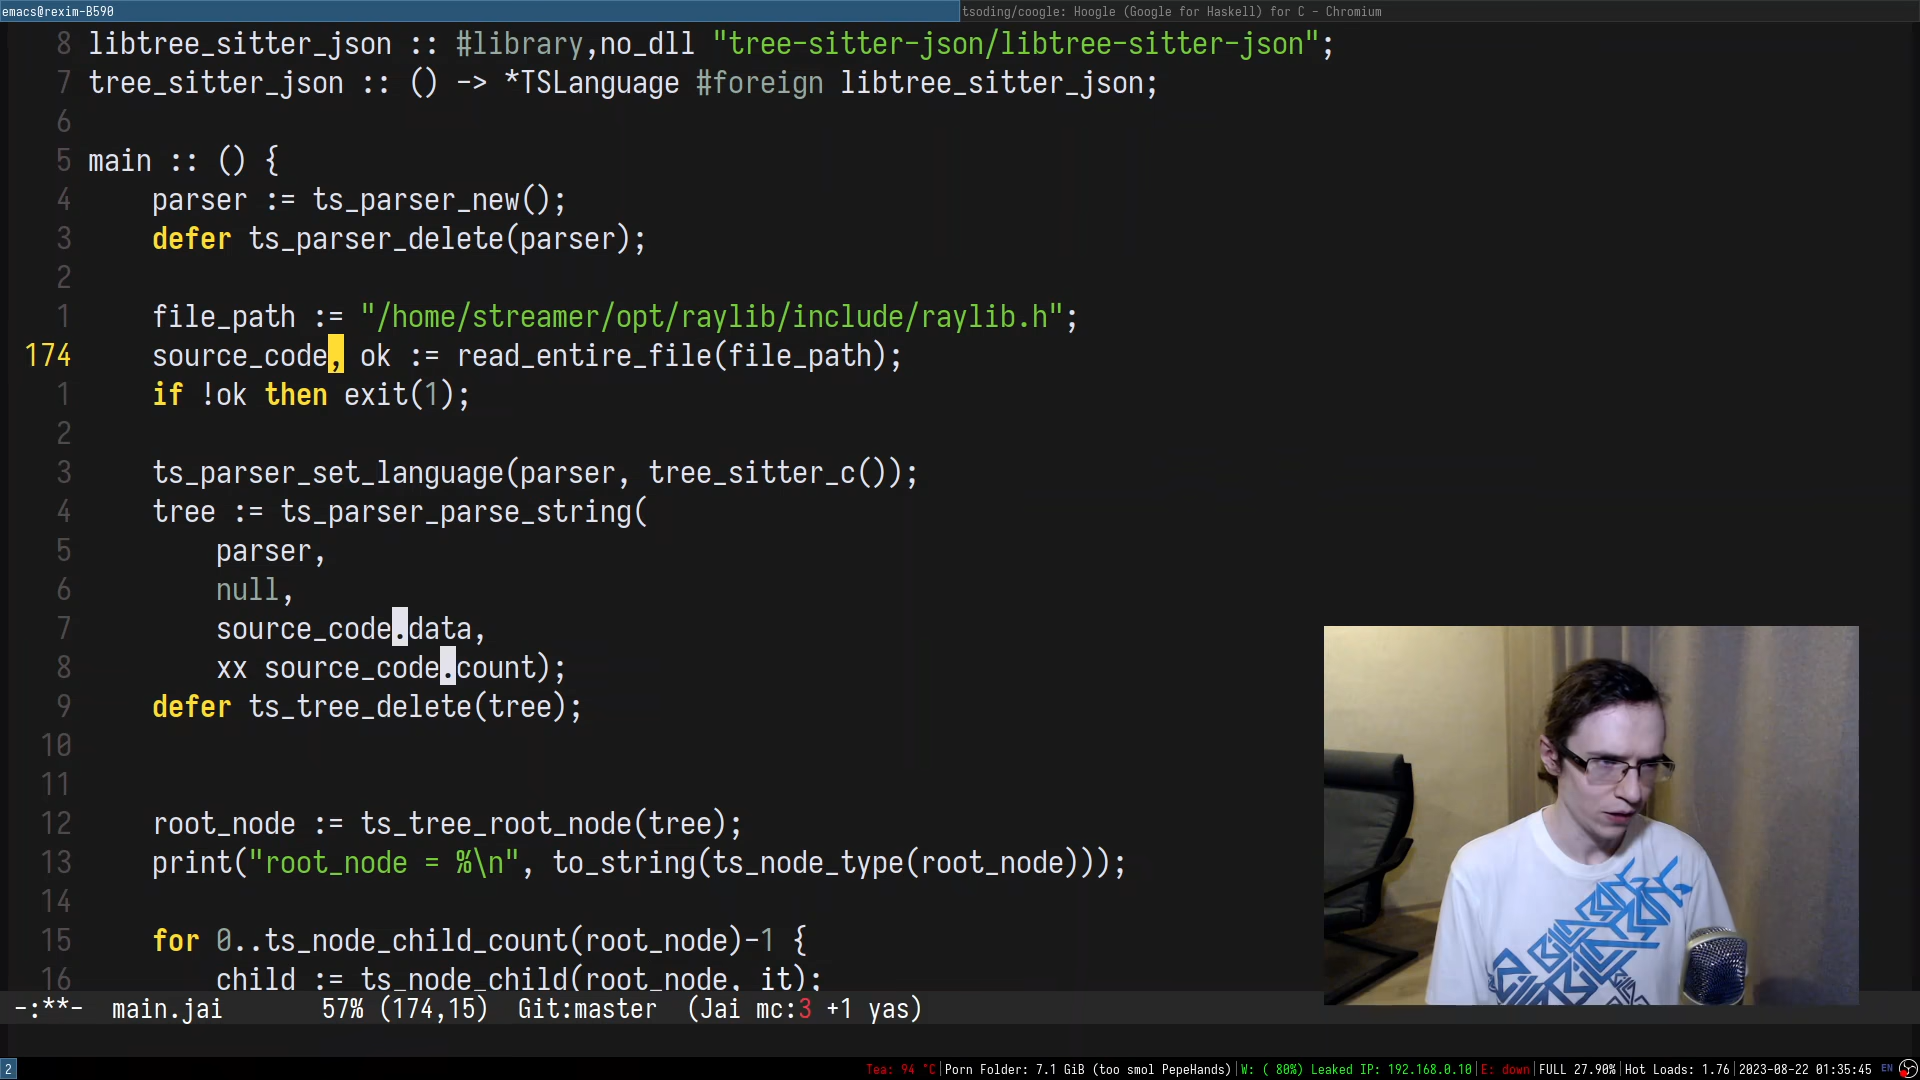 emacs@rexim-B590
tsoding/coogle: Hoogle (Google for Haskell) for C - Chromium
8 libtree_sitter_json :: #library,no_dll "tree-sitter-json/libtree-sitter-json";
7 tree_sitter_json :: () -> *TSLanguage #foreign libtree_sitter_json;
6
5 main :: () {
4 parser := ts_parser_new();
3 defer ts_parser_delete(parser);
2
1 file_path := "/home/streamer/opt/raylib/include/raylib.h";
174 source_code, ok := read_entire_file(file_path);
1 if !ok then exit(1);
2
3 ts_parser_set_language(parser, tree_sitter_c());
4 tree := ts_parser_parse_string(
5 parser,
6 null,
7 source_code.data,
8 xx source_code.count);
9 defer ts_tree_delete(tree);
10
11
12 root_node := ts_tree_root_node(tree);
13 print("root_node = %\n", to_string(ts_node_type(root_node)));
14
15 for 0..ts_node_child_count(root_node)-1 {
16 child := ts_node_child(root_node, it);
-:**- main.jai 57% (174,15) Git:master (Jai mc:3 +1 yas)
2 Tea: 94 °C|Porn Folder: 7.1 GiB (too smol PepeHands)|W: ( 80%) Leaked IP: 192.168.0.10|E: down|FULL 27.90%|Hot Loads: 1.76|2023-08-22 01:35:45 EN